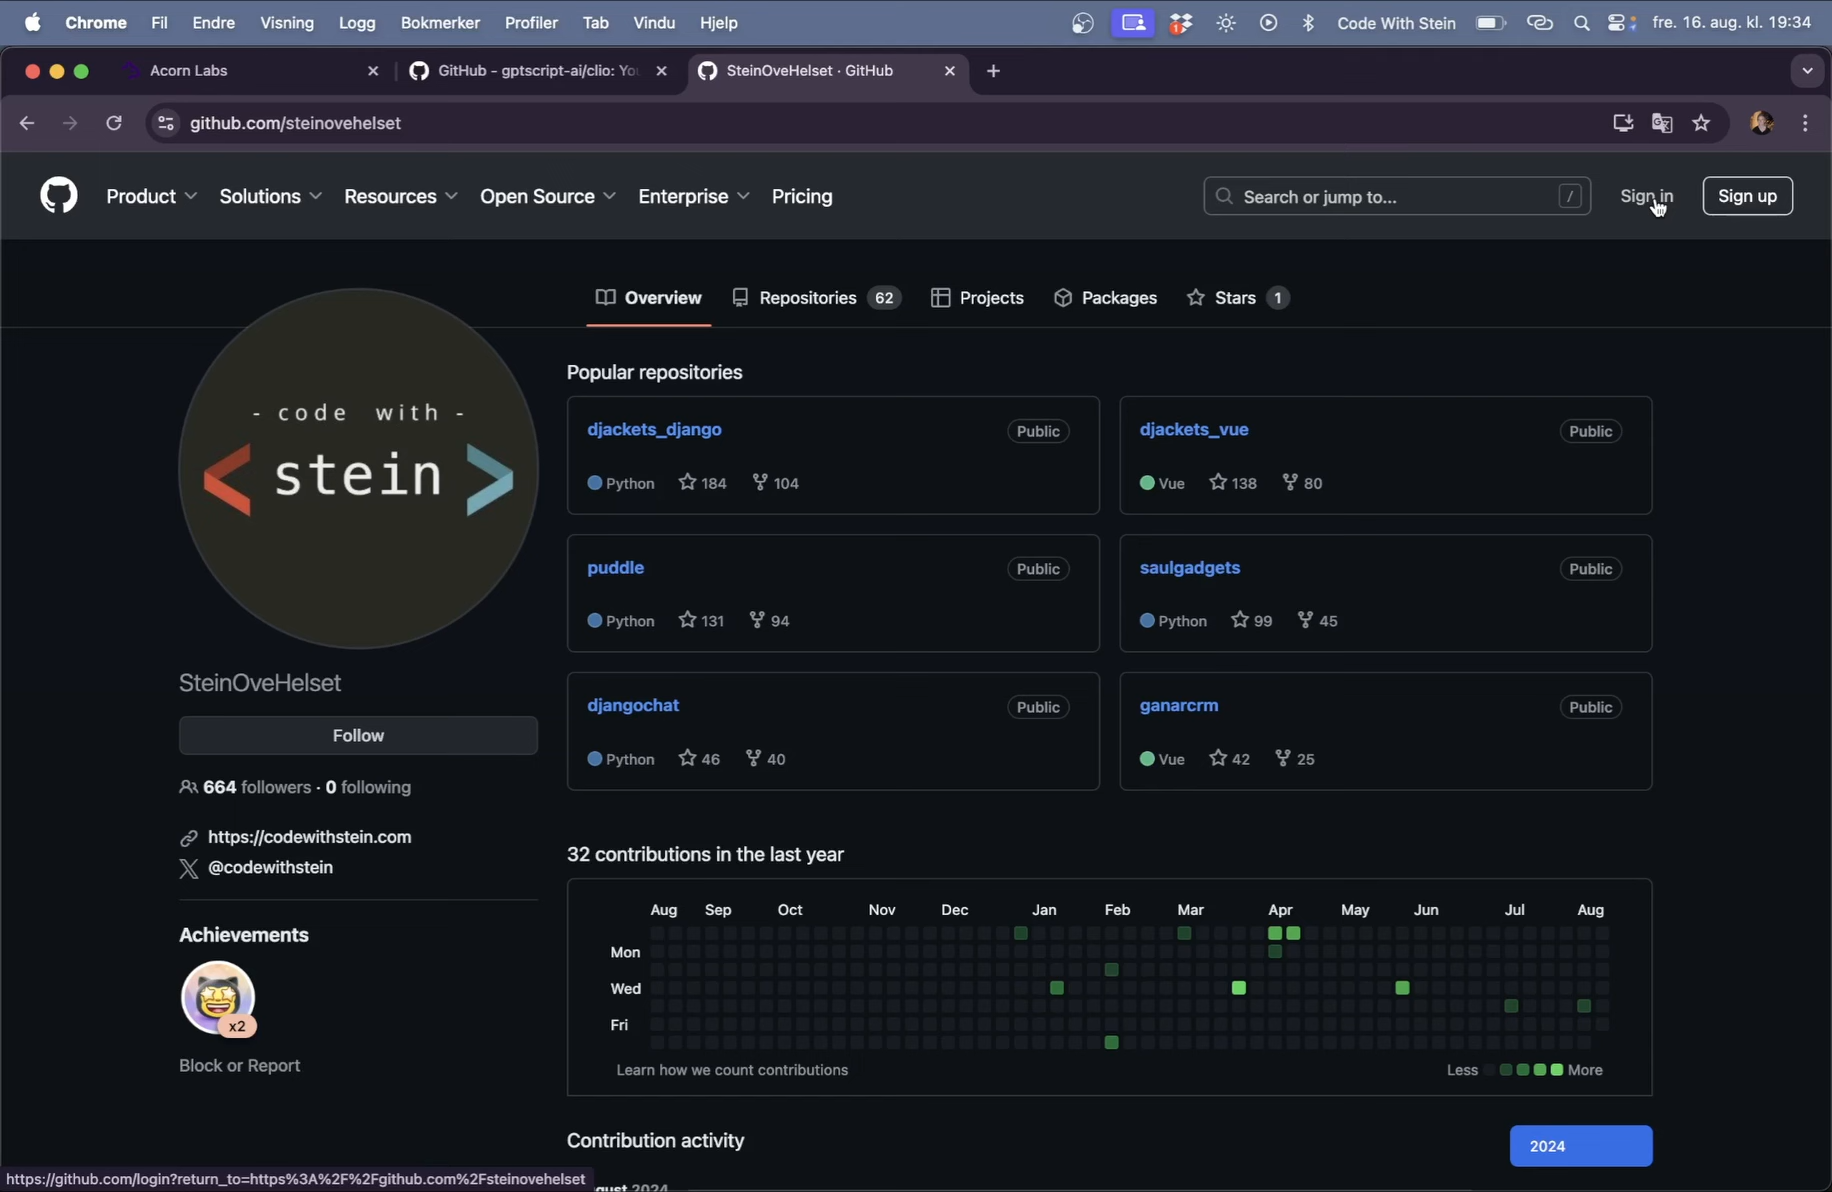 Chrome Fil Endre Visning Logg Bokmerker Profiler Tab Vindu Hjelp
1 Code With Stein fre. 16. aug. kl. 19:34
Acorn Labs
GitHub - gptscript-ai/clio: Yo
SteinOveHelset · GitHub
github.com/steinovehelset
Product Solutions Resources Open Source Enterprise Pricing
Search or jump to... /
Sign in
Sign up
Overview Repositories 62 Projects Packages Stars 1
- code with -
< stein >
SteinOveHelset
Follow
664 followers · 0 following
https://codewithstein.com
@codewithstein
Achievements
x2
Block or Report
Popular repositories
djackets_django Public
Python 184 104
djackets_vue Public
Vue 138 80
puddle Public
Python 131 94
saulgadgets Public
Python 99 45
djangochat Public
Python 46 40
ganarcrm Public
Vue 42 25
32 contributions in the last year
Aug Sep Oct Nov Dec Jan Feb Mar Apr May Jun Jul Aug
Mon
Wed
Fri
Learn how we count contributions
Less More
Contribution activity
2024
https://github.com/login?return_to=https%3A%2F%2Fgithub.com%2Fsteinovehelset